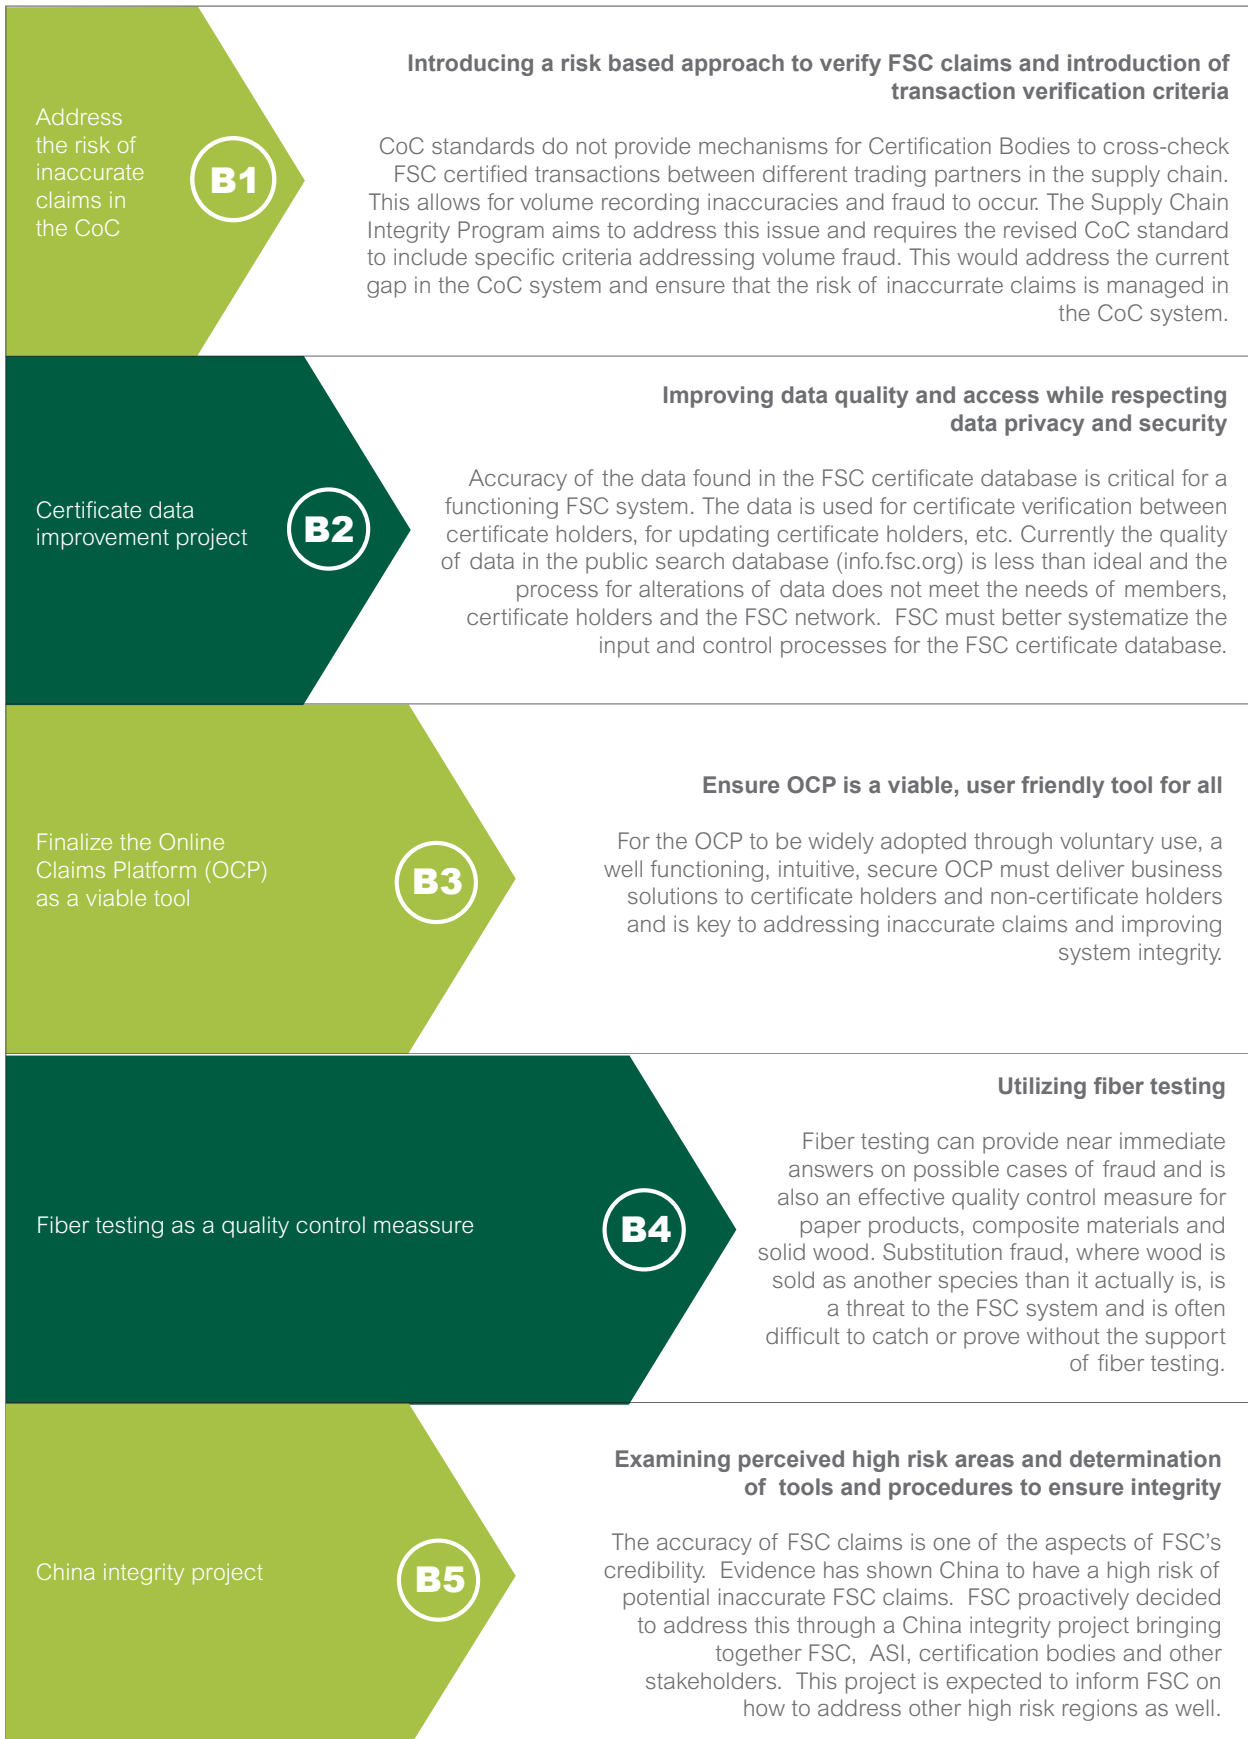 Address
the risk of
inaccurate
claims in
the CoC
B1
Introducing a risk based approach to verify FSC claims and introduction of
transaction verification criteria
CoC standards do not provide mechanisms for Certification Bodies to cross-check
FSC certified transactions between different trading partners in the supply chain.
This allows for volume recording inaccuracies and fraud to occur. The Supply Chain
Integrity Program aims to address this issue and requires the revised CoC standard
to include specific criteria addressing volume fraud. This would address the current
gap in the CoC system and ensure that the risk of inaccurrate claims is managed in
the CoC system.
Certificate data
improvement project
B2
Improving data quality and access while respecting
data privacy and security
Accuracy of the data found in the FSC certificate database is critical for a
functioning FSC system. The data is used for certificate verification between
certificate holders, for updating certificate holders, etc. Currently the quality
of data in the public search database (info.fsc.org) is less than ideal and the
process for alterations of data does not meet the needs of members,
certificate holders and the FSC network. FSC must better systematize the
input and control processes for the FSC certificate database.
Finalize the Online
Claims Platform (OCP)
as a viable tool
B3
Ensure OCP is a viable, user friendly tool for all
For the OCP to be widely adopted through voluntary use, a
well functioning, intuitive, secure OCP must deliver business
solutions to certificate holders and non-certificate holders
and is key to addressing inaccurate claims and improving
system integrity.
Fiber testing as a quality control meassure
B4
Utilizing fiber testing
Fiber testing can provide near immediate
answers on possible cases of fraud and is
also an effective quality control measure for
paper products, composite materials and
solid wood. Substitution fraud, where wood is
sold as another species than it actually is, is
a threat to the FSC system and is often
difficult to catch or prove without the support
of fiber testing.
China integrity project
B5
Examining perceived high risk areas and determination
of tools and procedures to ensure integrity
The accuracy of FSC claims is one of the aspects of FSC's
credibility. Evidence has shown China to have a high risk of
potential inaccurate FSC claims. FSC proactively decided
to address this through a China integrity project bringing
together FSC, ASI, certification bodies and other
stakeholders. This project is expected to inform FSC on
how to address other high risk regions as well.